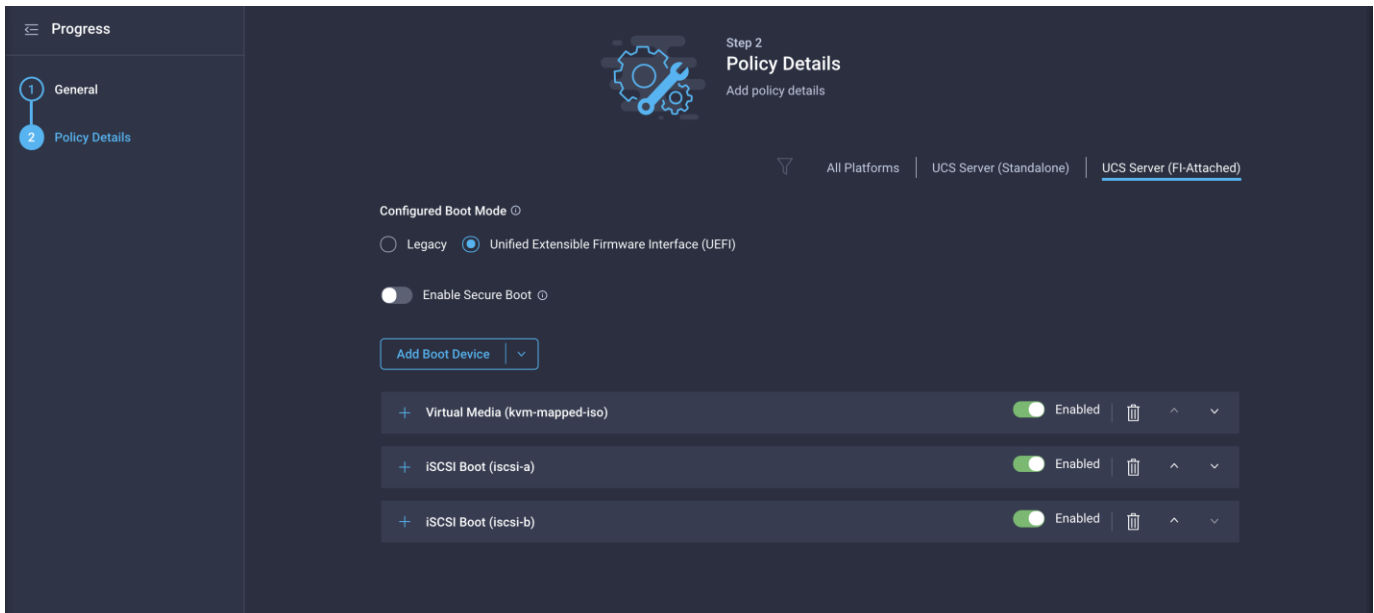 Progress
1 General
2 Policy Details
Step 2
Policy Details
Add policy details
All Platforms | UCS Server (Standalone) | UCS Server (FI-Attached)
Configured Boot Mode
Legacy Unified Extensible Firmware Interface (UEFI)
Enable Secure Boot
Add Boot Device
Virtual Media (kvm-mapped-iso) Enabled
iSCSI Boot (iscsi-a) Enabled
iSCSI Boot (iscsi-b) Enabled